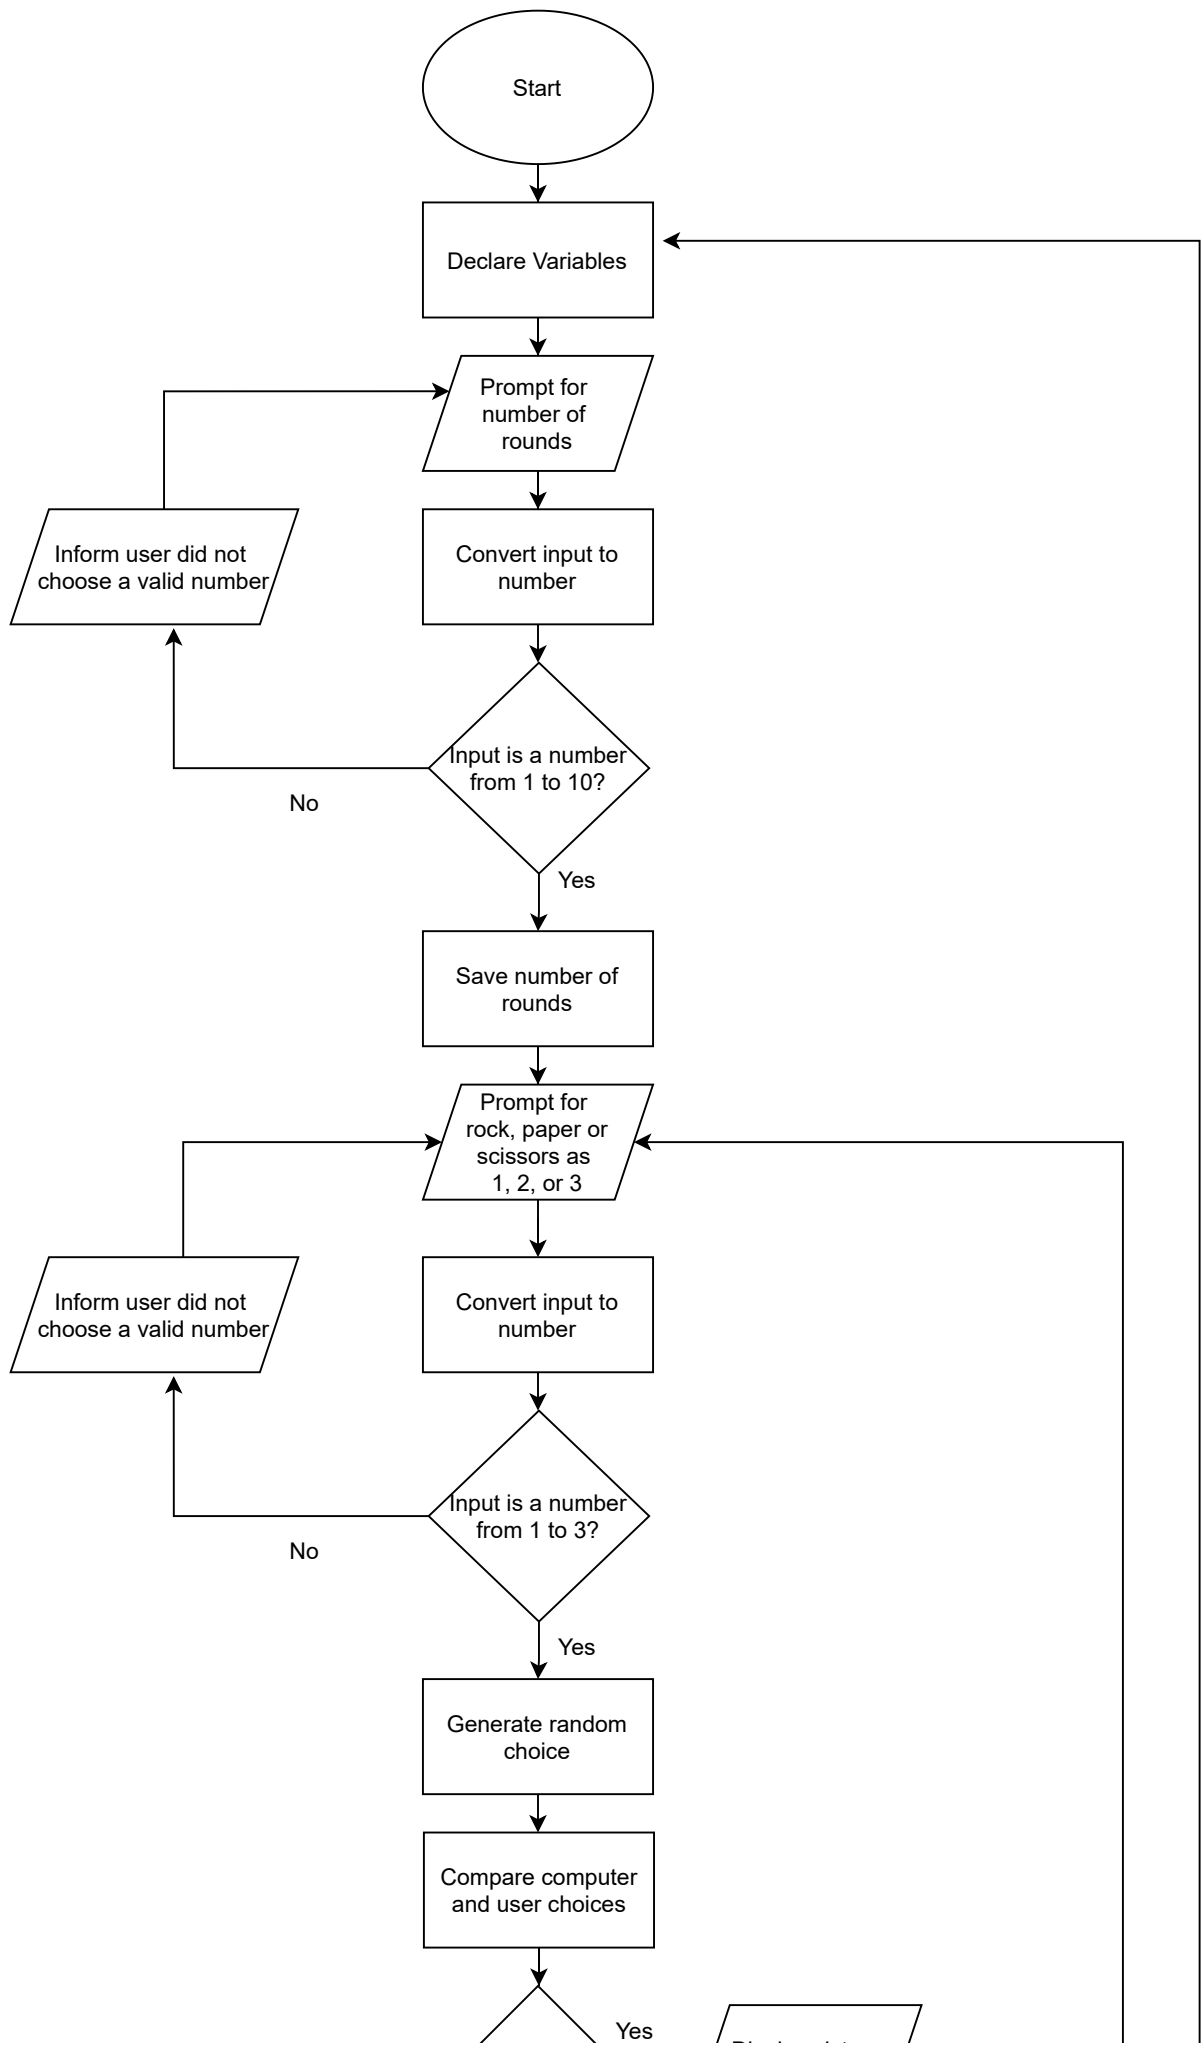 Start
Declare Variables
Prompt for
number of
rounds
Inform user did not
choose a valid number
Convert input to
number
Input is a number
from 1 to 10?
No
Yes
Save number of
rounds
Prompt for
rock, paper or
scissors as
1, 2, or 3
Inform user did not
choose a valid number
Convert input to
number
Input is a number
from 1 to 3?
No
Yes
Generate random
choice
Compare computer
and user choices
Yes